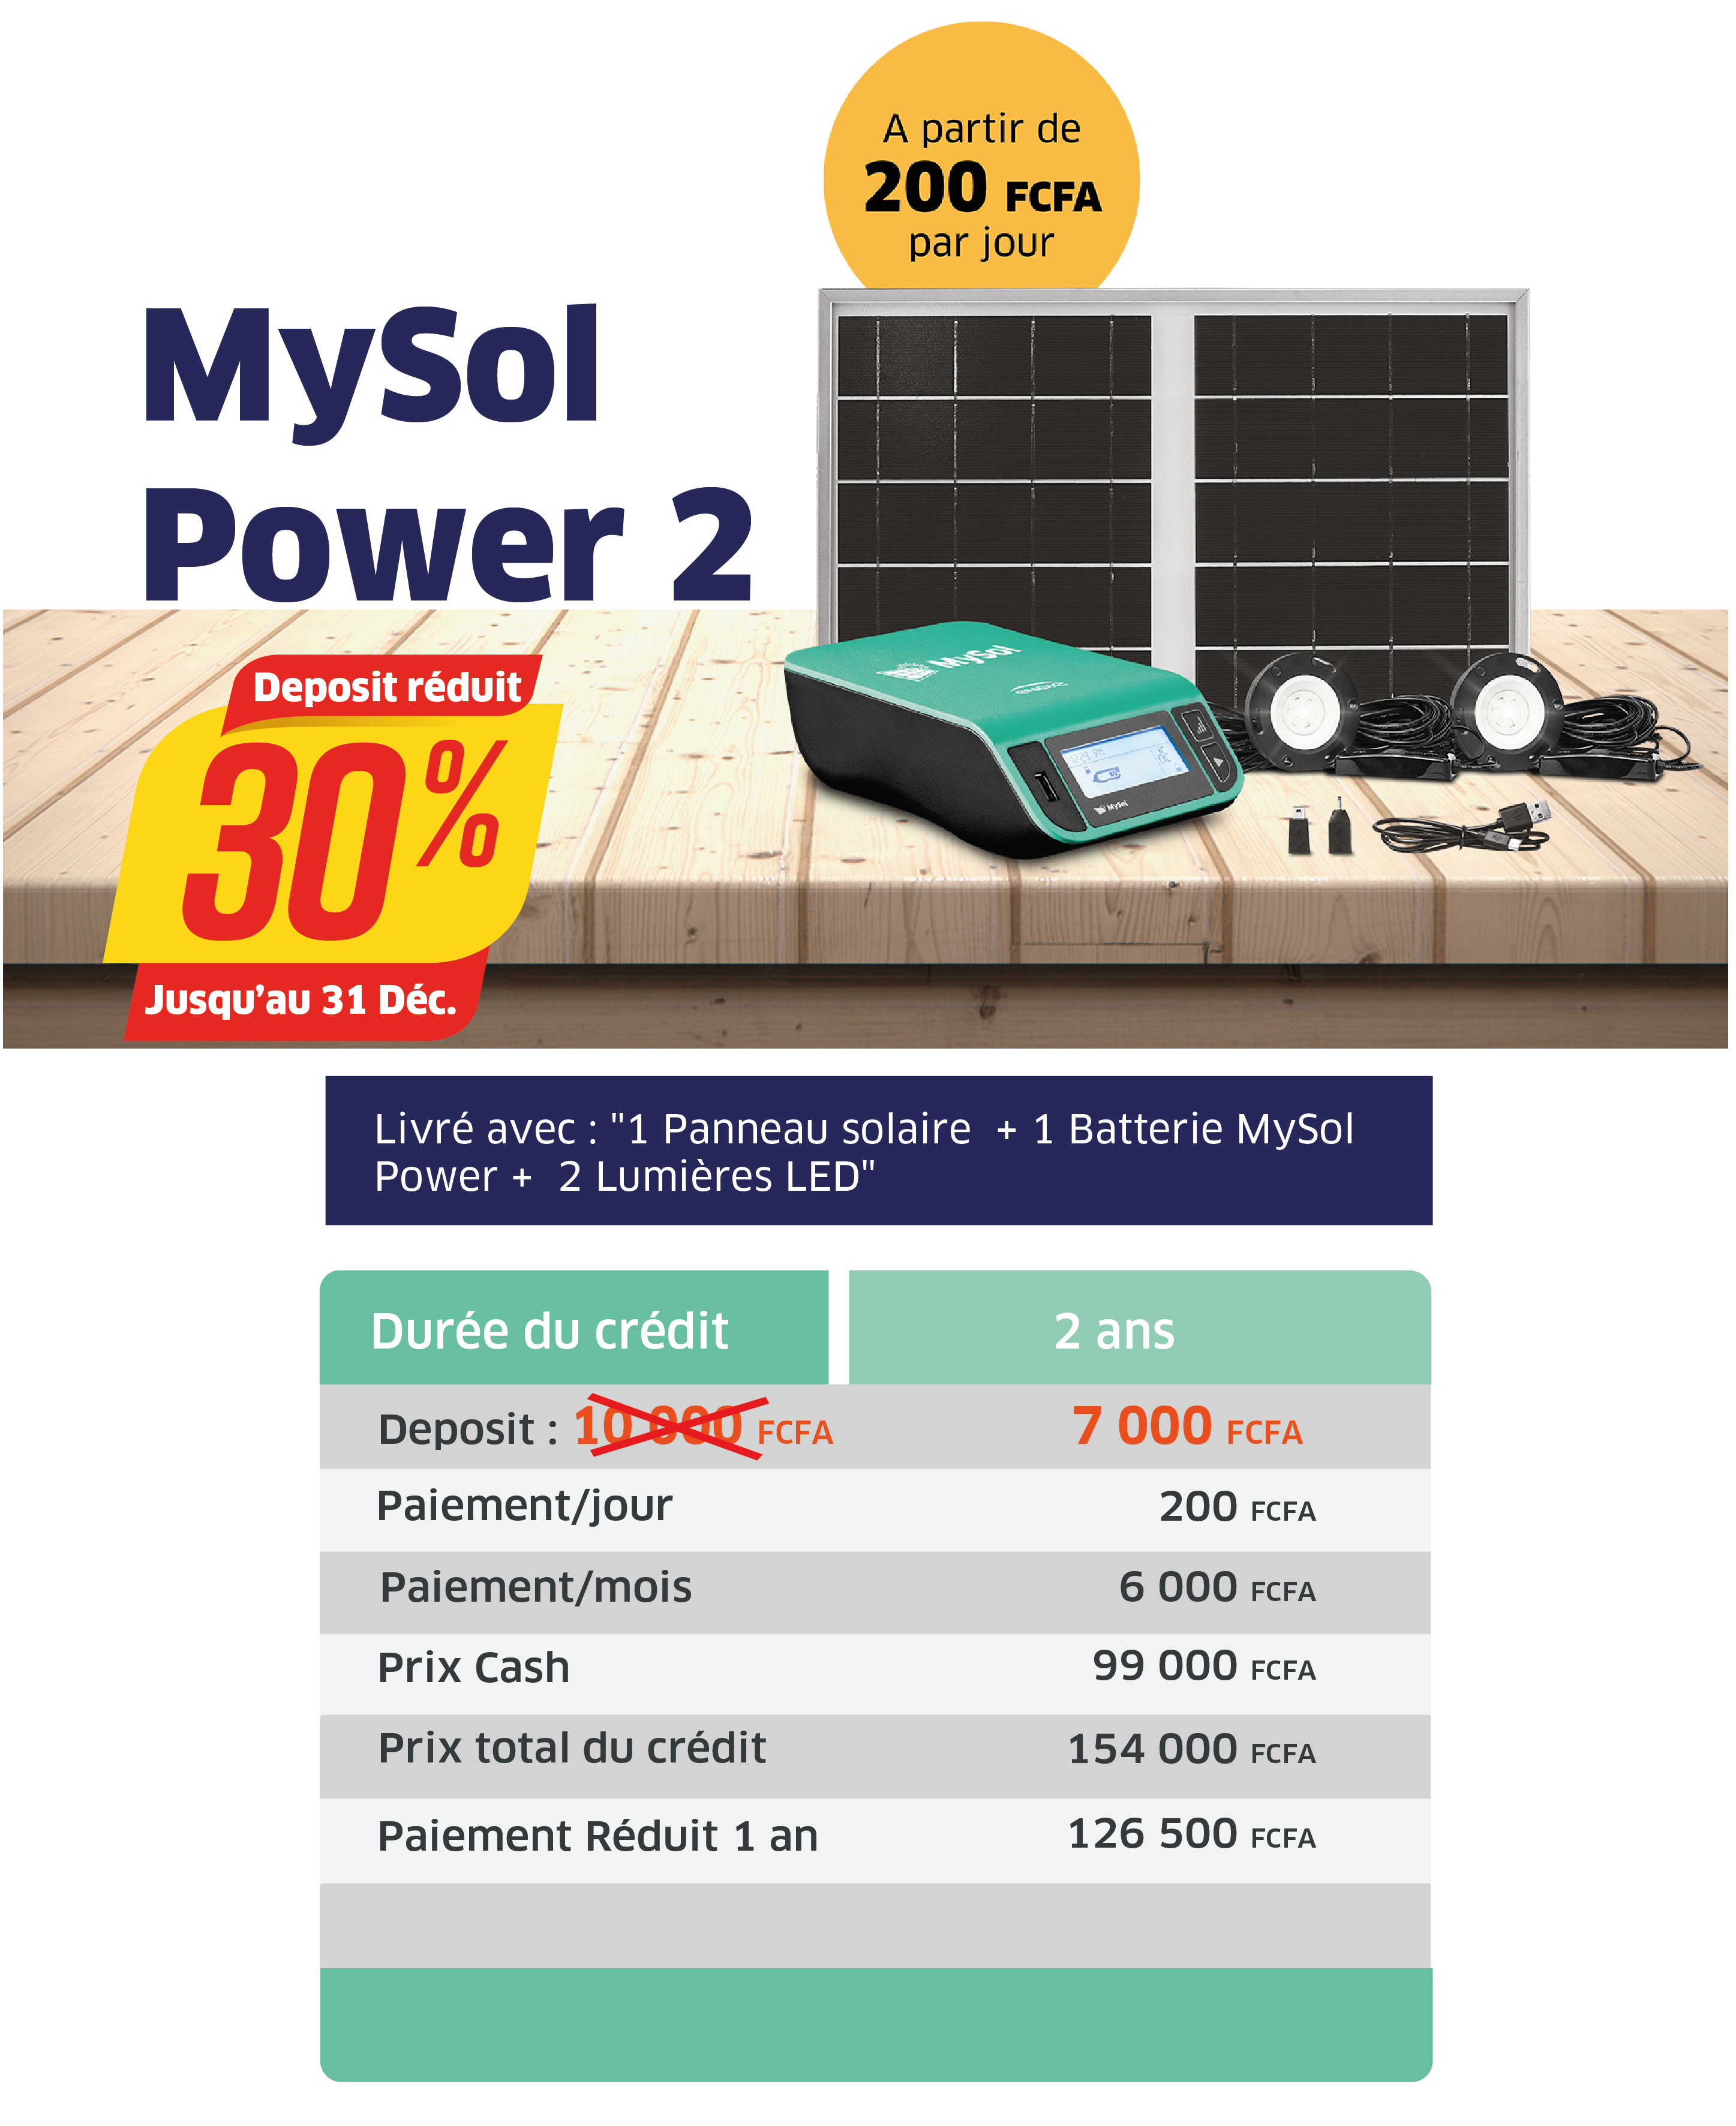 A partir de
200 FCFA
par jour
MySol
Power 2
MySol
MySol
Deposit réduit
30%
Jusqu'au 31 Déc.
Livré avec : "1 Panneau solaire + 1 Batterie MySol
Power + 2 Lumières LED"
Durée du crédit 2 ans
Deposit : 10 000 FCFA 7 000 FCFA
Paiement/jour 200 FCFA
Paiement/mois 6 000 FCFA
Prix Cash 99 000 FCFA
Prix total du crédit 154 000 FCFA
Paiement Réduit 1 an 126 500 FCFA